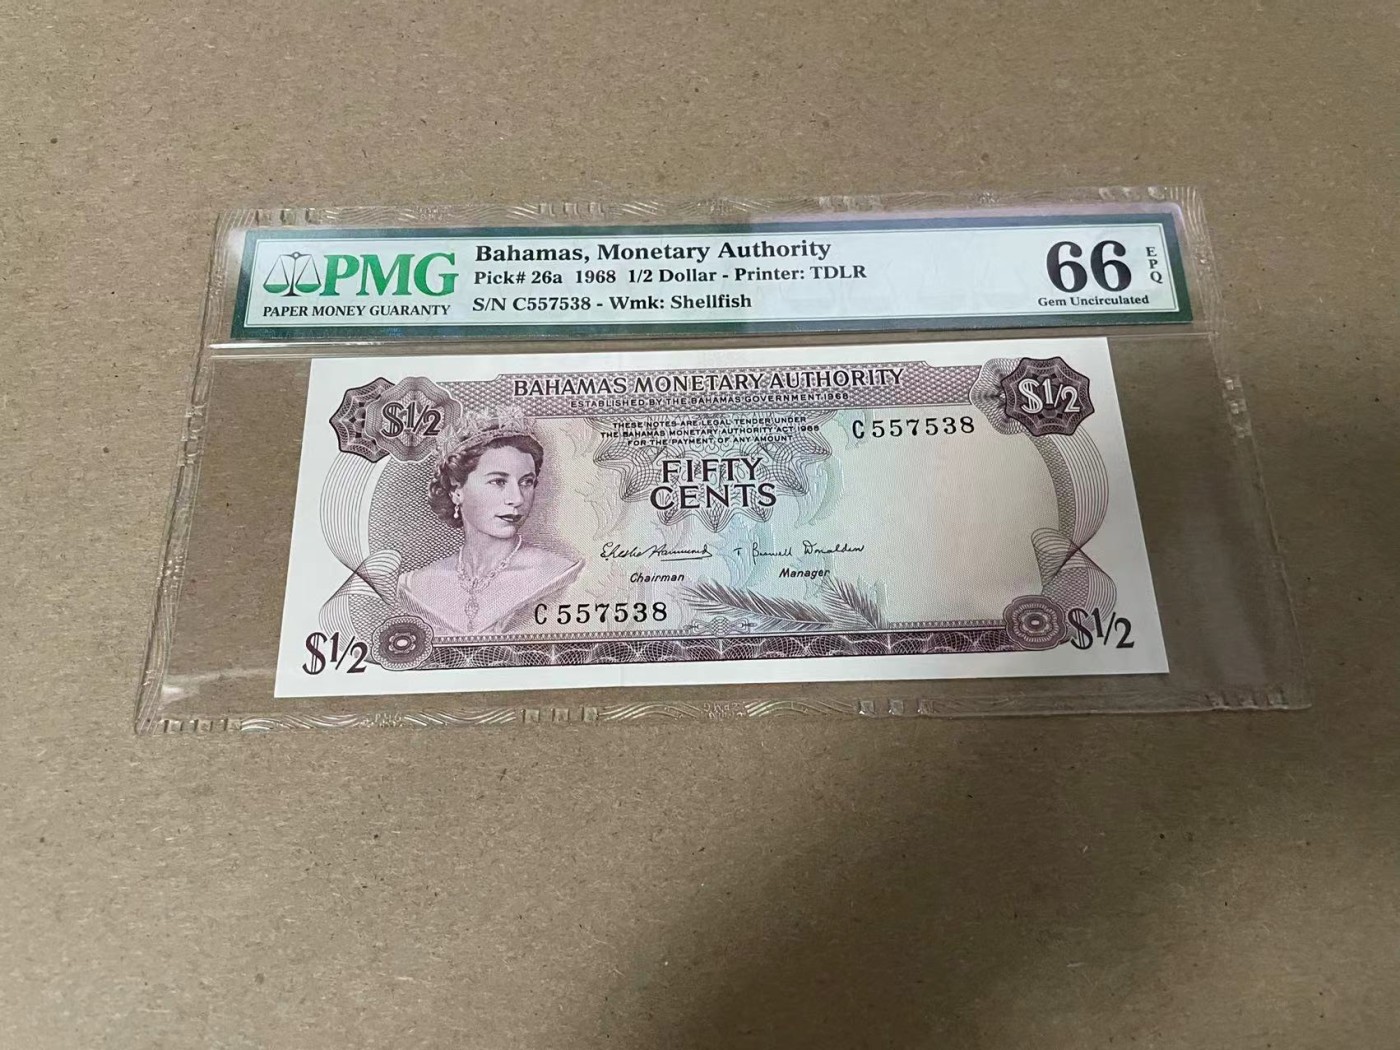 PMG
PAPER MONEY GUARANTY
Bahamas, Monetary Authority
Pick# 26a 1968 1/2 Dollar - Printer: TDLR
S/N C557538 - Wmk: Shellfish
66
EPQ
Gem Uncirculated
BAHAMAS MONETARY AUTHORITY
ESTABLISHED BY THE BAHAMAS GOVERNMENT 1968
$1/2
$1/2
THESE NOTES ARE LEGAL TENDER UNDER
THE BAHAMAS MONETARY AUTHORITY ACT, 1968
FOR THE PAYMENT OF ANY AMOUNT
C557538
FIFTY
CENTS
Chairman
Manager
C557538
$1/2
$1/2